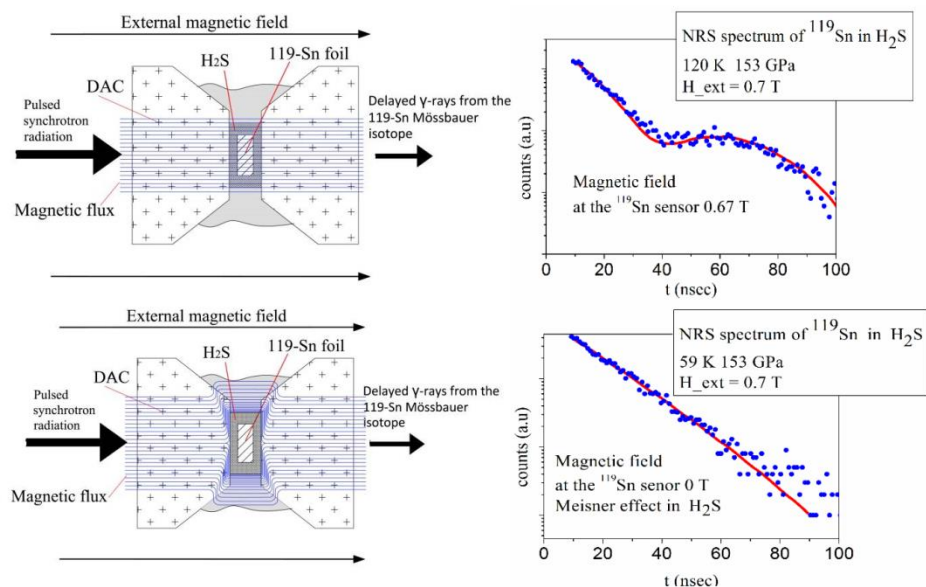 External magnetic field
119-Sn foil
H2S
DAC
Pulsed
synchrotron
radiation
Delayed γ-rays from the
119-Sn Mössbauer
isotope
Magnetic flux
NRS spectrum of 119Sn in H2S
120 K 153 GPa
H_ext = 0.7 T
counts (a.u)
Magnetic field
at the 119Sn sensor 0.67 T
0 20 40 60 80 100
t (nsec)
External magnetic field
119-Sn foil
H2S
DAC
Pulsed
synchrotron
radiation
Delayed γ-rays from the
119-Sn Mössbauer
isotope
Magnetic flux
NRS spectrum of 119Sn in H2S
59 K 153 GPa
H_ext = 0.7 T
counts (a.u)
Magnetic field
at the 119Sn senor 0 T
Meisner effect in H2S
0 20 40 60 80 100
t (nsec)